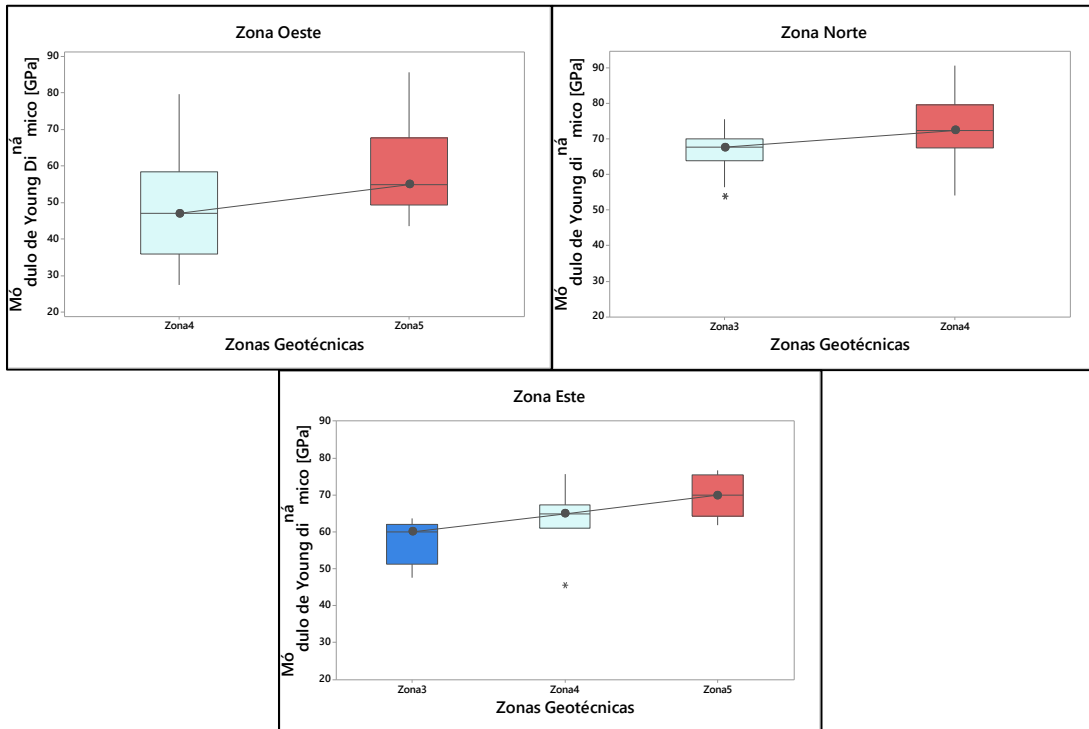 Zona Oeste
Módulo de Young Dinámico [GPa]
90
80
70
60
50
40
30
20
Zona4 Zona5
Zonas Geotécnicas
Zona Norte
Módulo de Young dinámico [GPa]
90
80
70
60
50
40
30
20
*
Zona3 Zona4
Zonas Geotécnicas
Zona Este
Módulo de Young dinámico [GPa]
90
80
70
60
50
40
30
20
*
Zona3 Zona4 Zona5
Zonas Geotécnicas